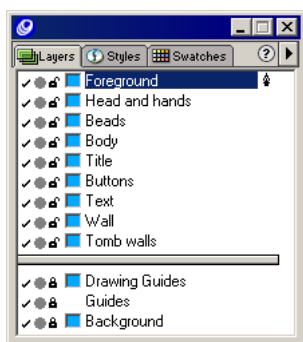 Layers Styles Swatches ?
Foreground
Head and hands
Beads
Body
Title
Buttons
Text
Wall
Tomb walls
Drawing Guides
Guides
Background